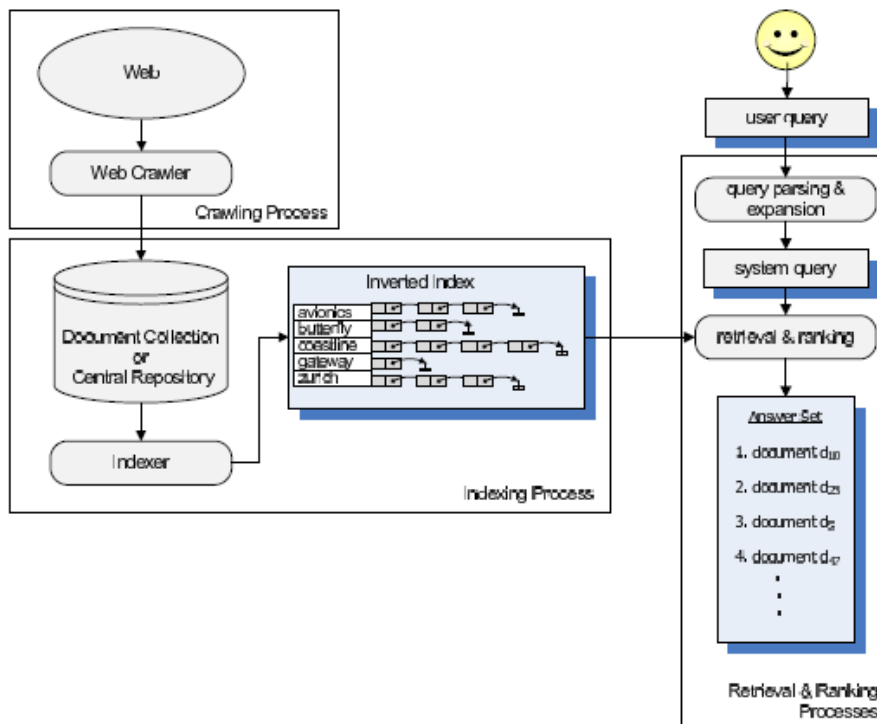 Web
Web Crawler
Crawling Process
Document Collection
or
Central Repository
Indexer
Inverted Index
avionics
butterfly
coastline
gateway
zurich
Indexing Process
user query
query parsing &
expansion
system query
retrieval & ranking
Answer Set
1. document d10
2. document d23
3. document
4. document d47
Retrieval & Ranking
Processes